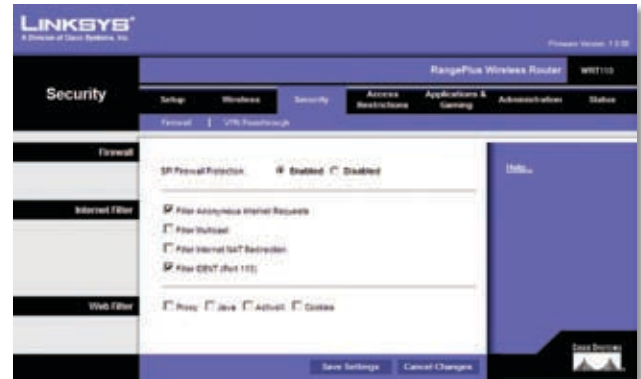 LINKSYS®
A Division of Cisco Systems, Inc.
Firmware Version: 1.0.00
RangePlus Wireless Router WRT110
Security
Setup Wireless Security Access Restrictions Applications & Gaming Administration Status
Firewall | VPN Passthrough
Firewall
SPI Firewall Protection: Enabled Disabled
Help...
Internet Filter
Filter Anonymous Internet Requests
Filter Multicast
Filter Internet NAT Redirection
Filter IDENT (Port 113)
Web Filter
Proxy Java ActiveX Cookies
Save Settings Cancel Changes
Cisco Systems